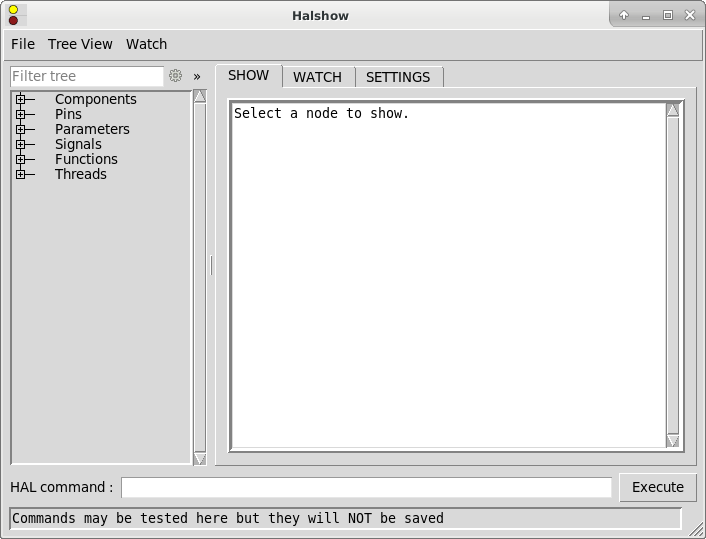 Halshow
File Tree View Watch
Filter tree »
SHOW WATCH SETTINGS
Components
Pins
Parameters
Signals
Functions
Threads
Select a node to show.
HAL command :
Execute
Commands may be tested here but they will NOT be saved